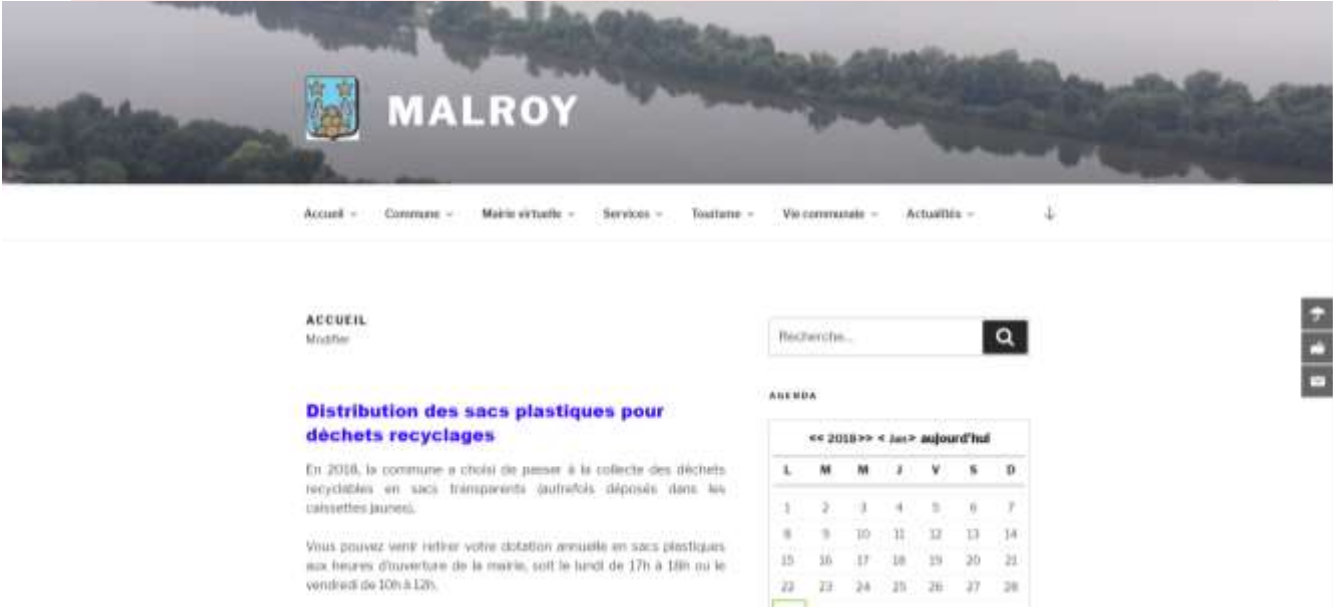 MALROY
Accueil
Commune
Mairie virtuelle
Services
Tourisme
Vie communale
Actualités
ACCUEIL
Modifier
Distribution des sacs plastiques pour
déchets recyclages
En 2018, la commune a choisi de passer à la collecte des déchets
recyclables en sacs transparents (autrefois déposés dans les
caissettes jaunes).
Vous pouvez venir retirer votre dotation annuelle en sacs plastiques
aux heures d'ouverture de la mairie, soit le lundi de 17h à 18h ou le
vendredi de 10h à 12h.
Recherche...
AGENDA
<< 2018 >> < Jan > aujourd'hui
L M M J V S D
1 2 3 4 5 6 7
8 9 10 11 12 13 14
15 16 17 18 19 20 21
22 23 24 25 26 27 28